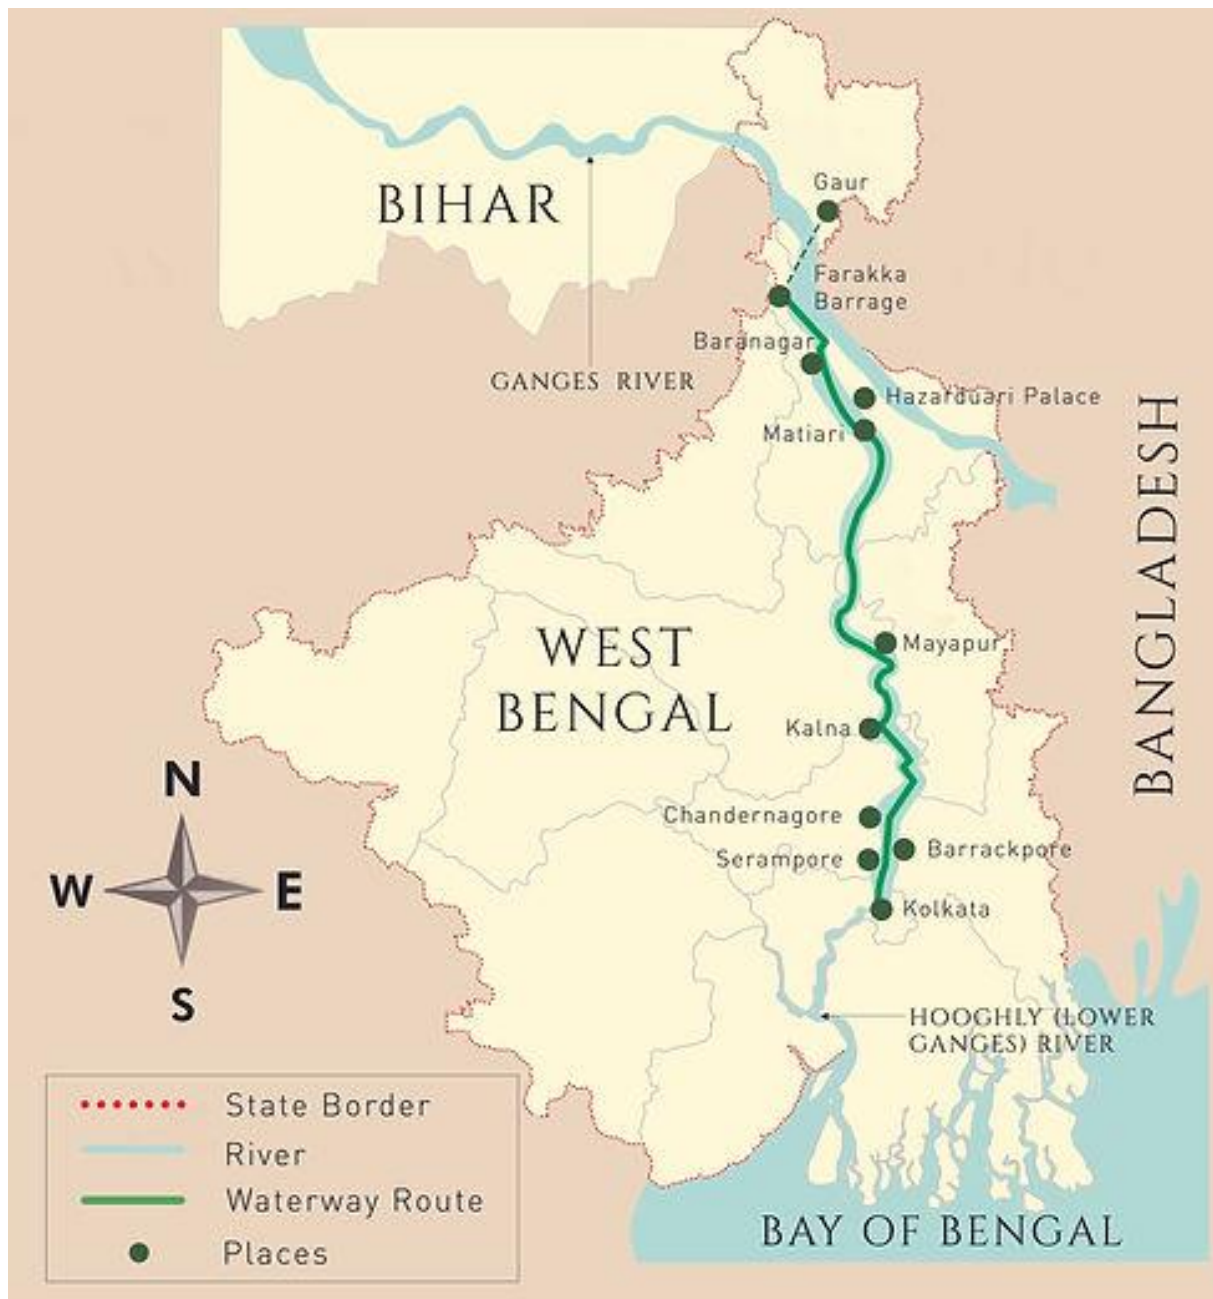 Gaur
BIHAR
Farakka
Barrage
Baranagar
GANGES RIVER
Hazarduari Palace
Matiari
BANGLADESH
WEST
BENGAL
Mayapur
Kalna
N
Chandernagore
Barrackpore
Serampore
W
E
Kolkata
S
HOOGHLY (LOWER
GANGES) RIVER
State Border
River
Waterway Route
Places
BAY OF BENGAL